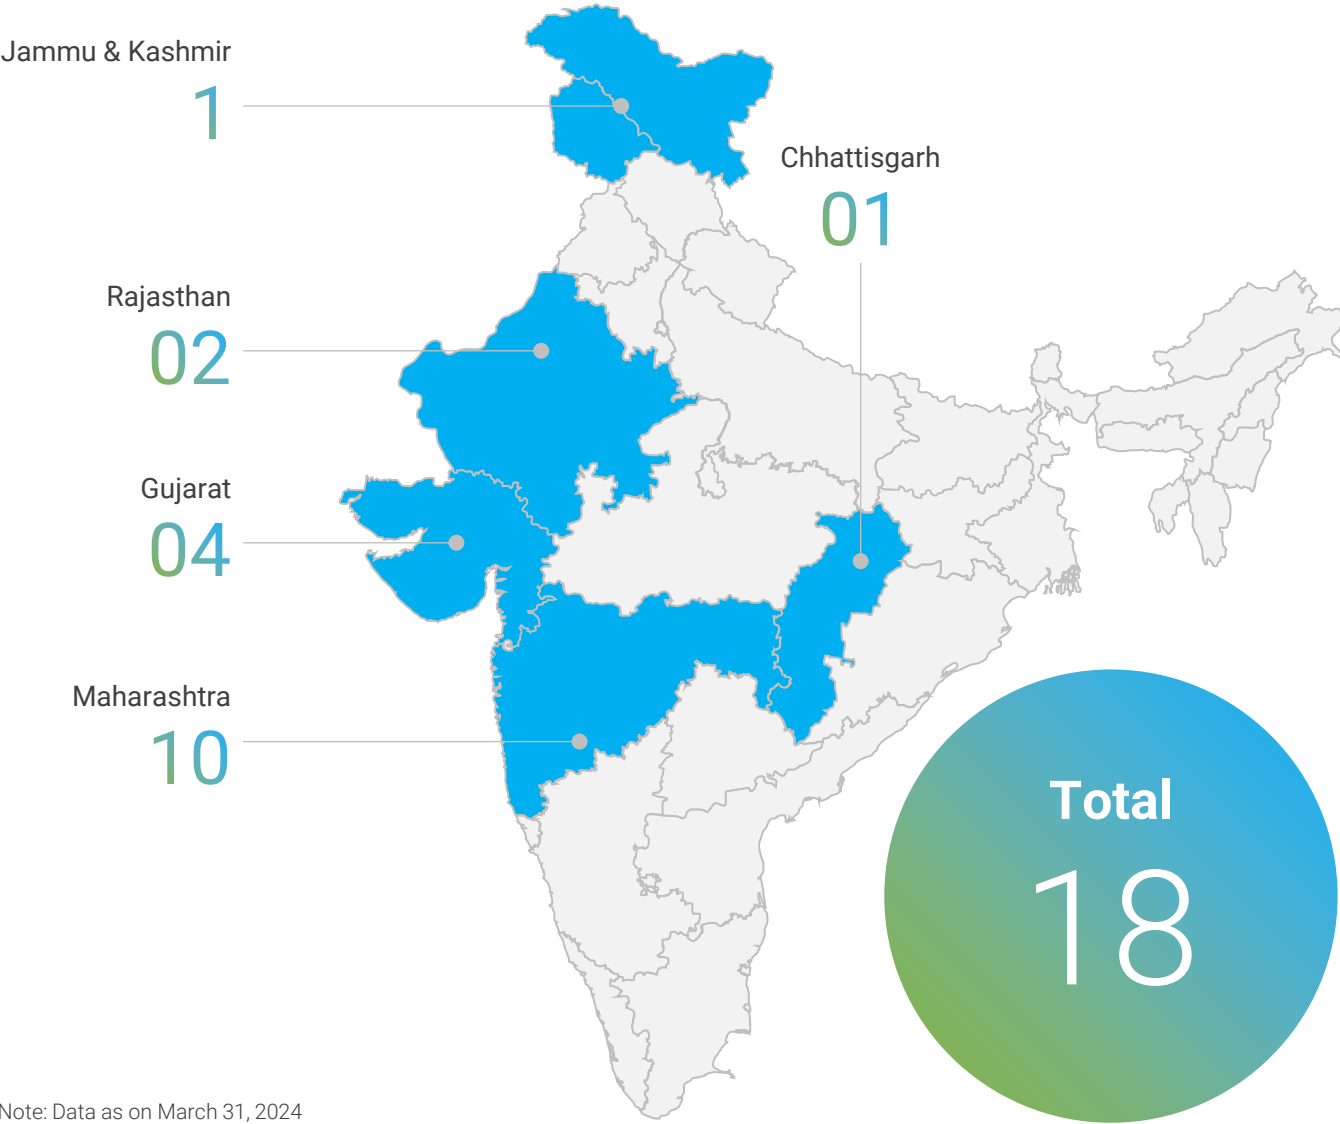 Jammu & Kashmir
1
Chhattisgarh
01
Rajasthan
02
Gujarat
04
Maharashtra
10
Total
18
Note: Data as on March 31, 2024